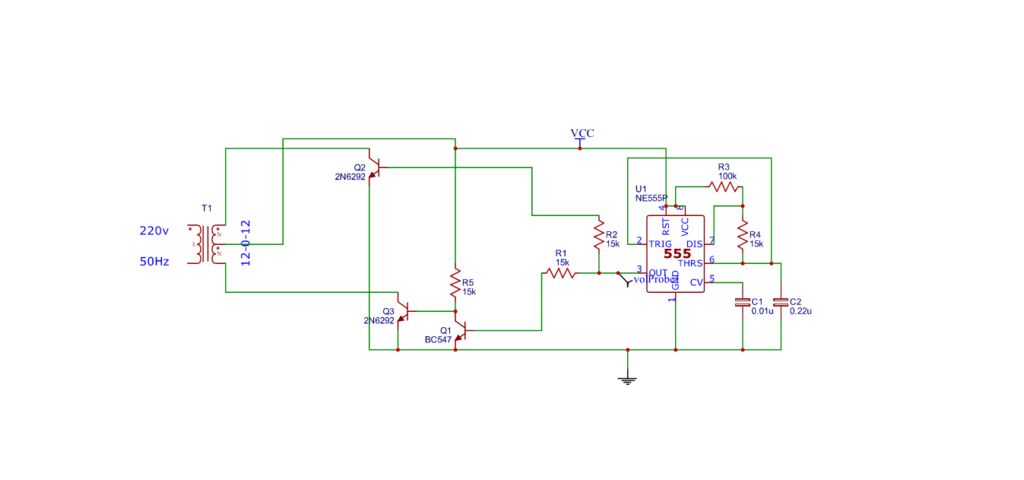 VCC
R3
100k
Q2
2N6292
U1
NE555P
4
8
RST
VCC
T1
220v
50Hz
12-0-12
R2
15k
2
TRIG
DIS
7
R4
15k
555
R1
15k
THRS
6
3
OUT
volProbe1
GND
CV
5
1
R5
15k
C1
0.01u
C2
0.22u
Q3
2N6292
Q1
BC547